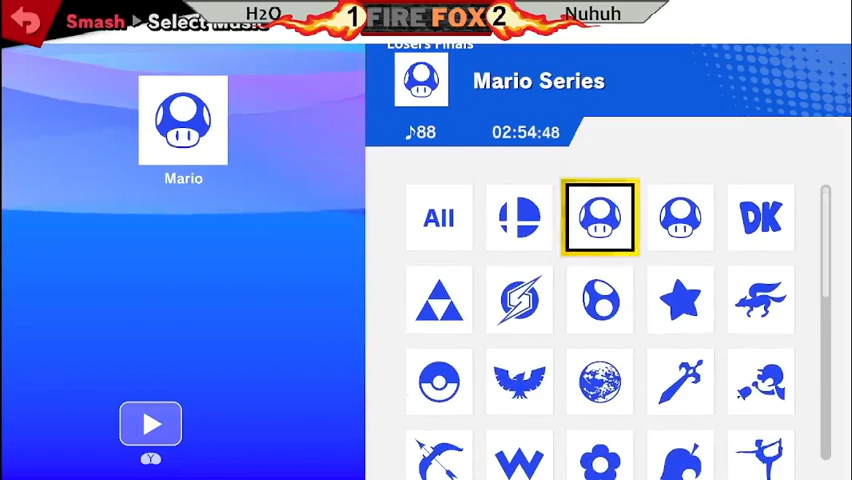 H2O 1 FIRE FOX 2 Nuhuh
Smash ▶ Select Music
Losers Finals
Mario Series
♪88 02:54:48
Mario
All
DK
Y